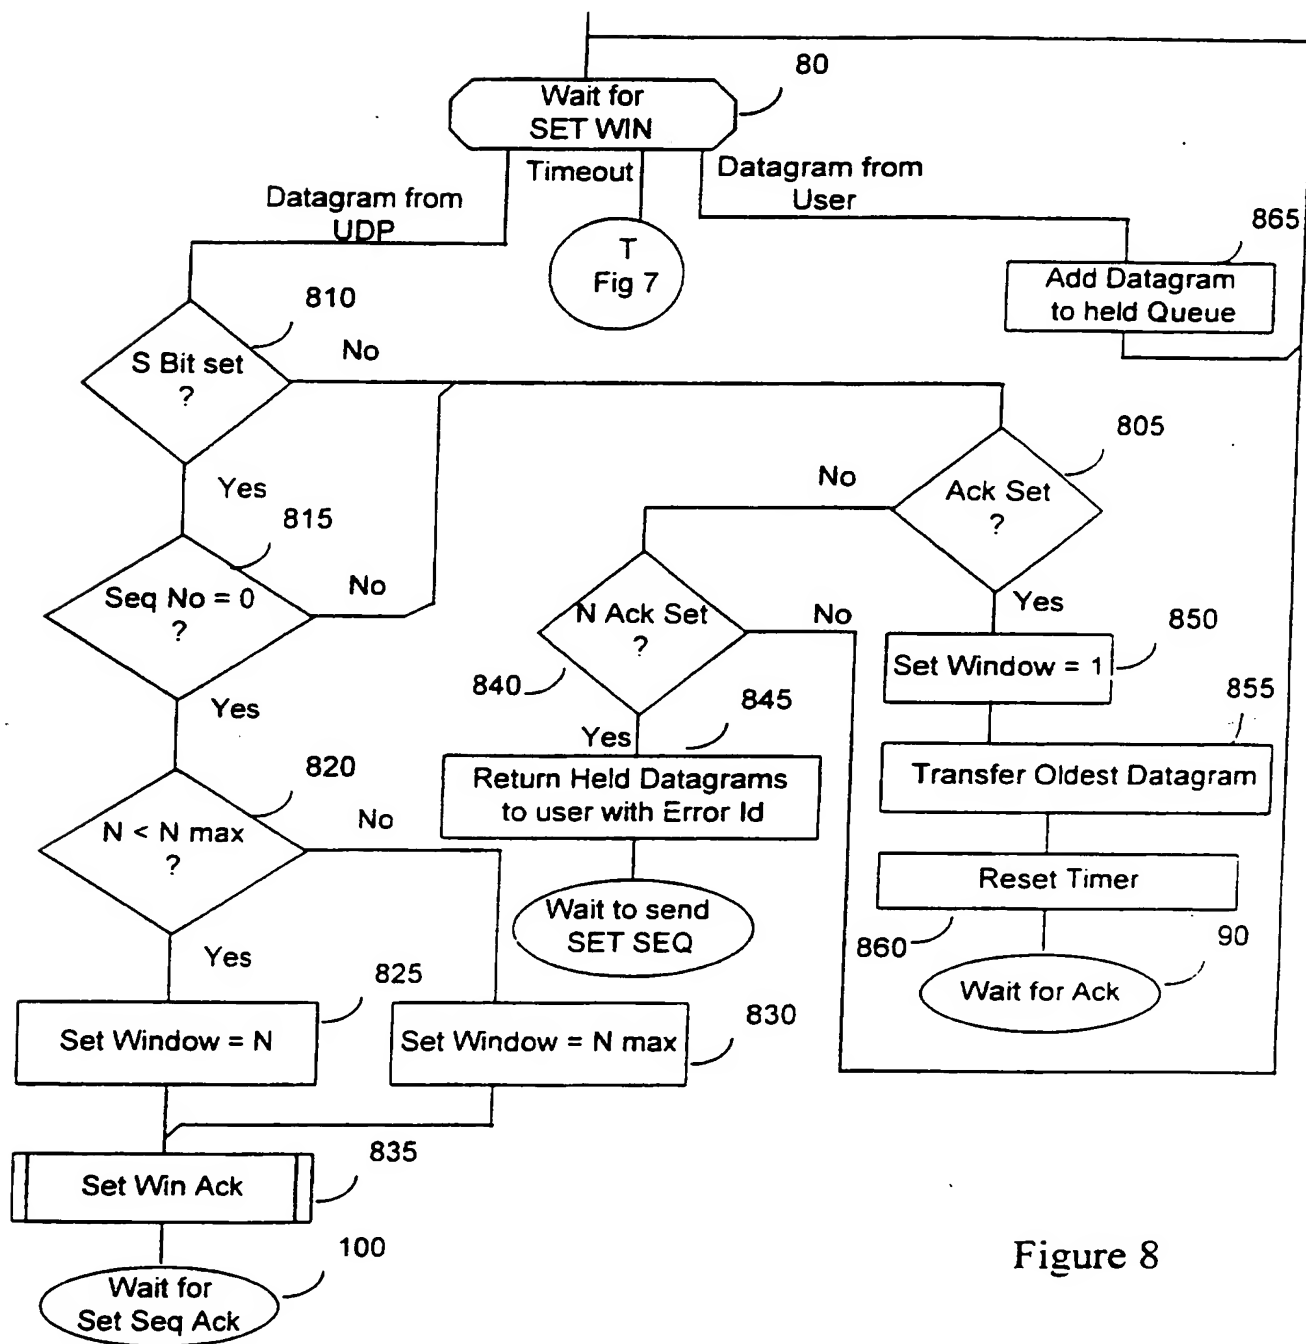 80
Wait for
SET WIN
Timeout
Datagram from
User
Datagram from
UDP
T
Fig 7
865
Add Datagram
to held Queue
810
S Bit set
?
No
Yes
805
Ack Set
?
No
Yes
815
Seq No = 0
?
No
Yes
N Ack Set
?
No
840
Yes
850
Set Window = 1
845
Return Held Datagrams
to user with Error Id
855
Transfer Oldest Datagram
820
N < N max
?
No
Yes
Wait to send
SET SEQ
Reset Timer
860
90
Wait for Ack
825
Set Window = N
830
Set Window = N max
835
Set Win Ack
100
Wait for
Set Seq Ack
Figure 8